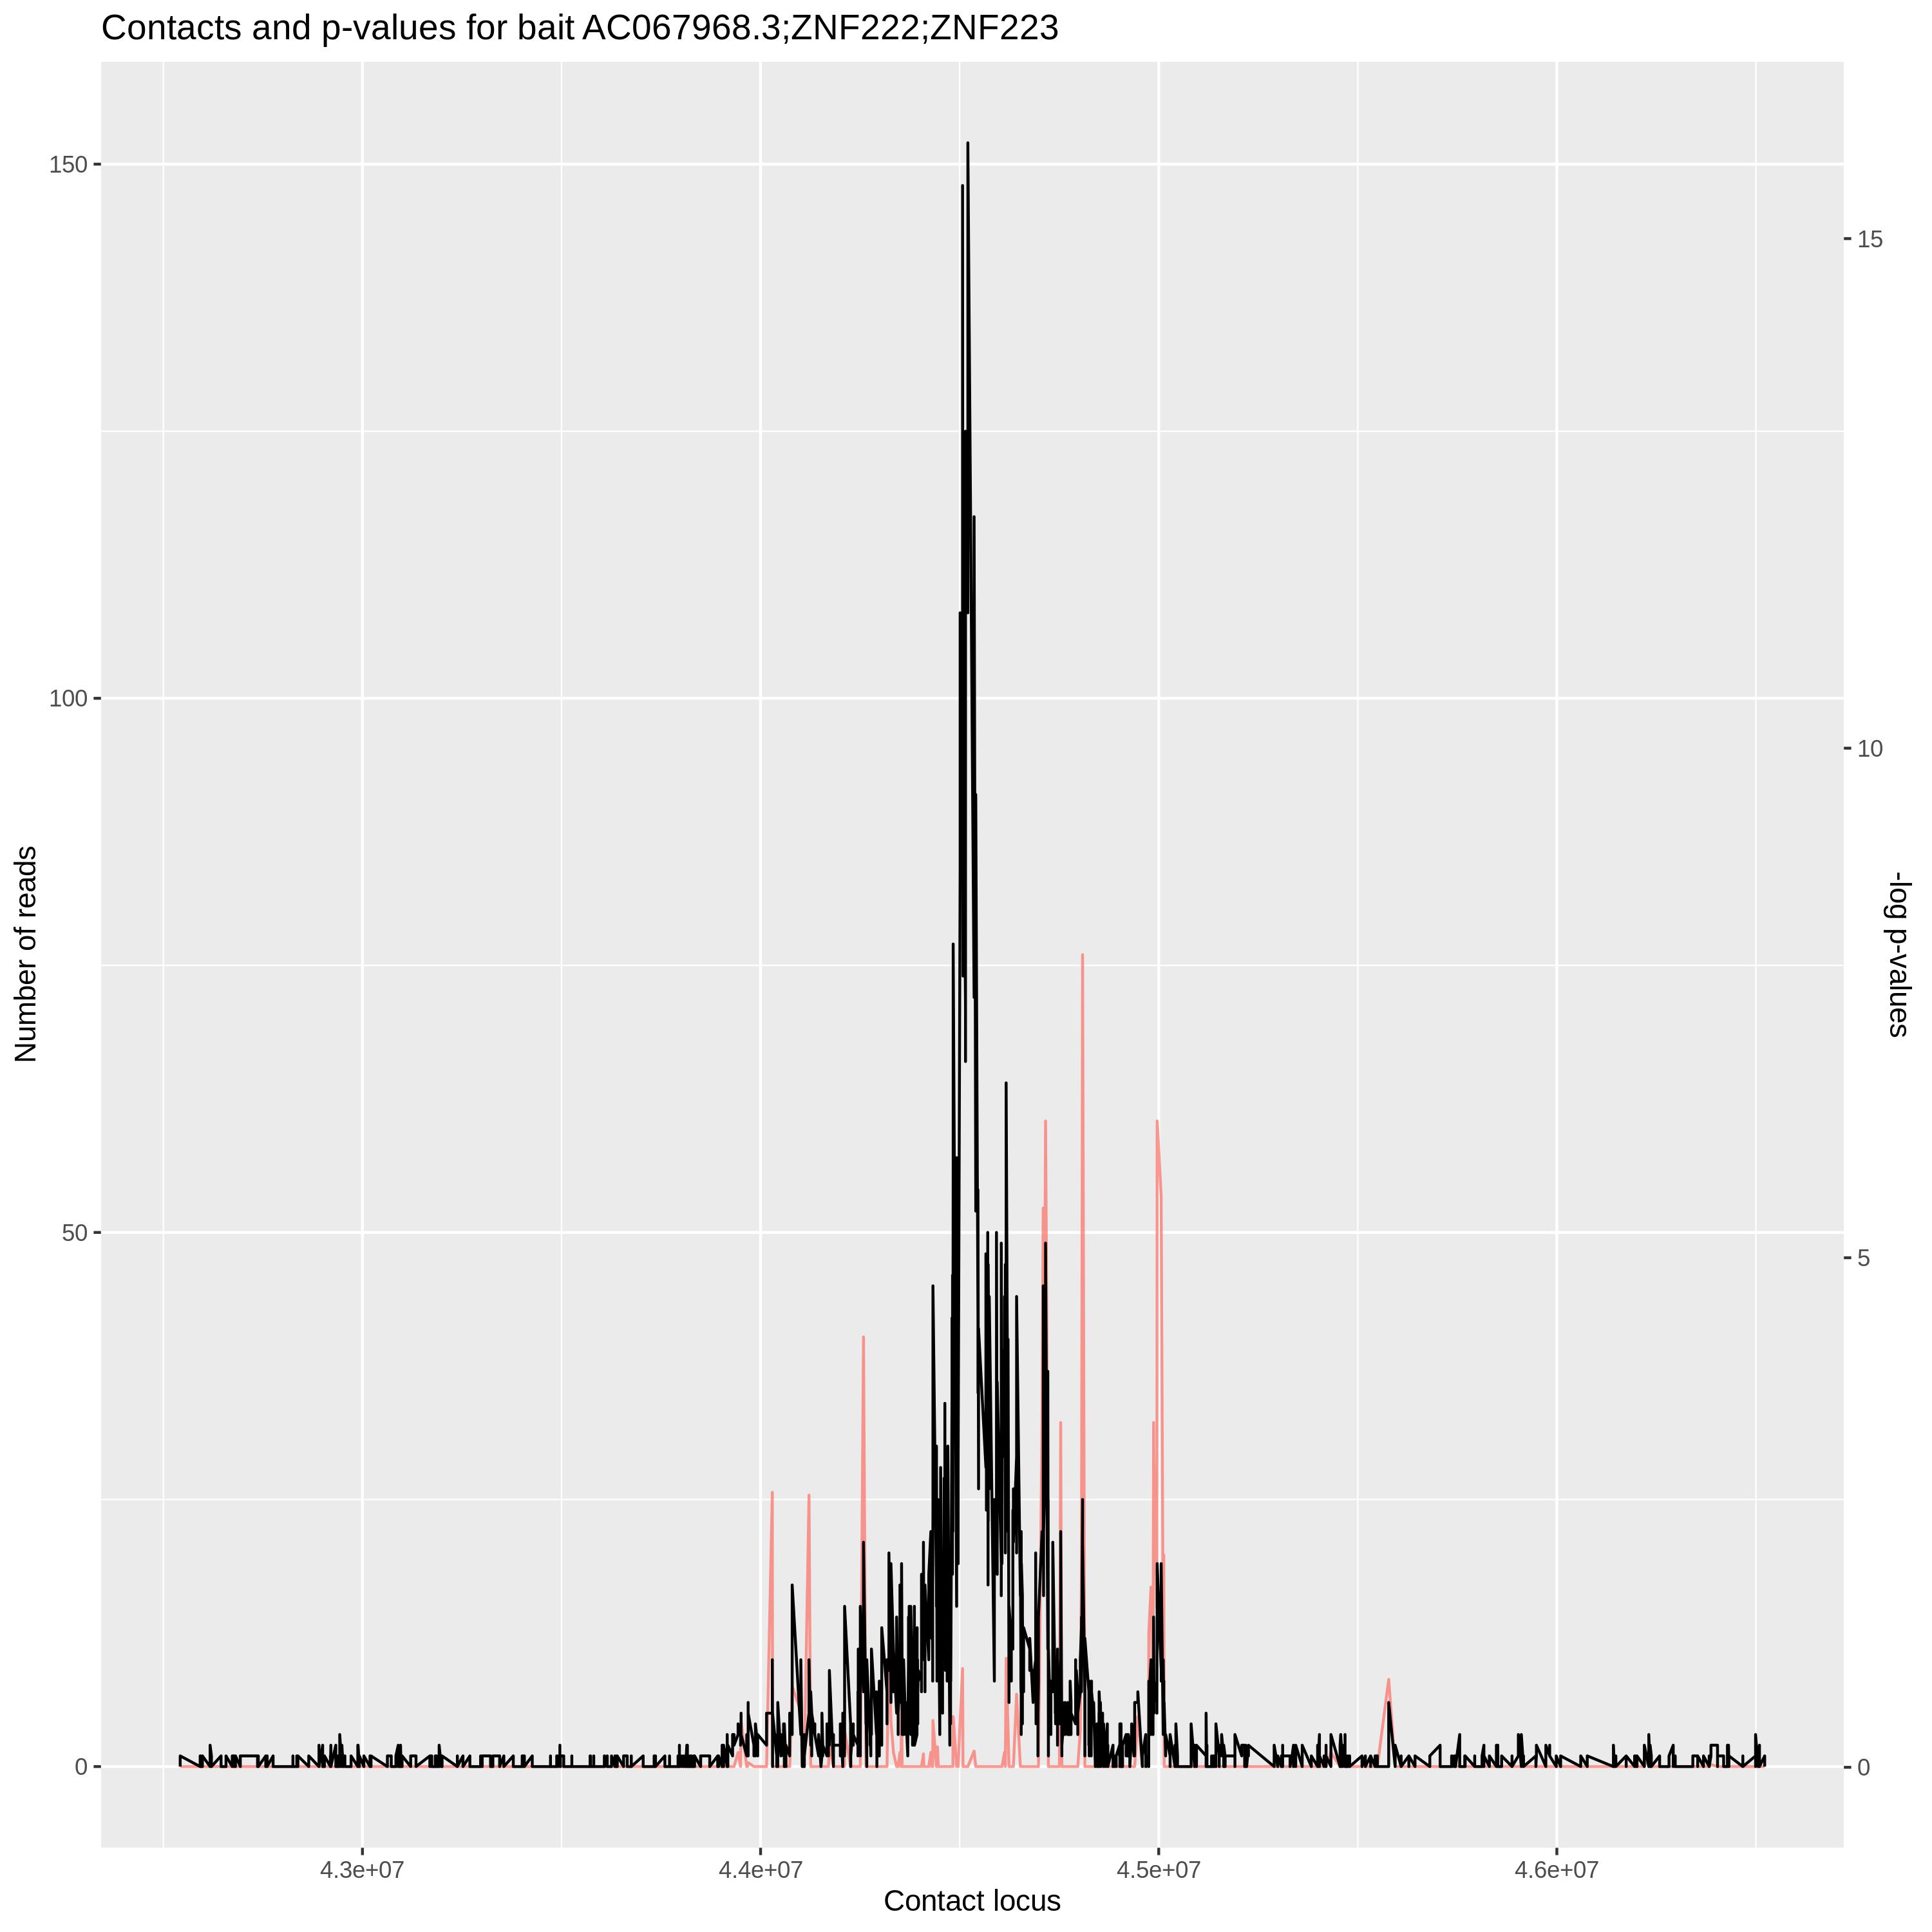 Contacts and p-values for bait AC067968.3;ZNF222;ZNF223
150
100
50
0
Number of reads
15
10
5
0
-log p-values
4.3e+07
4.4e+07
4.5e+07
4.6e+07
Contact locus